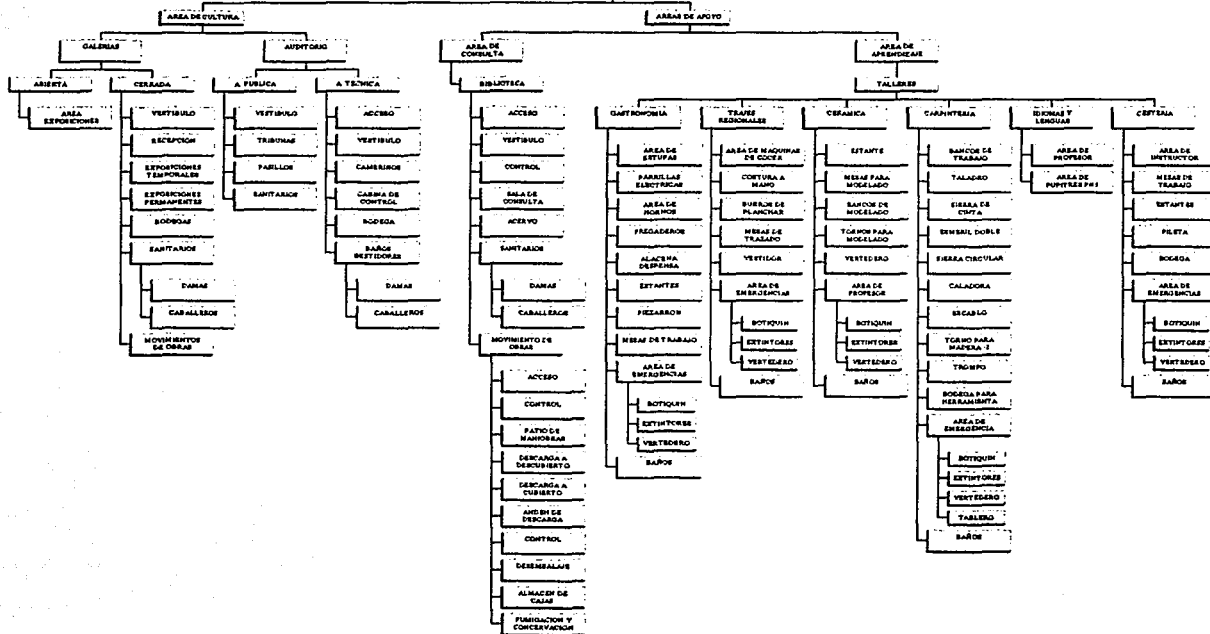 AREA DE CULTURA
AREAS DE APOYO
GALERIAS
AUDITORIO
AREA DE
CONSULTA
AREA DE
APRENDIZAJE
ABIERTA
CERRADA
A PUBLICA
A TECNICA
BIBLIOTECA
TALLERES
AREA
EXPOSICIONES
VESTIBULO
RECEPCION
EXPOSICIONES
TEMPORALES
EXPOSICIONES
PERMANENTES
BODEGAS
SANITARIOS
DAMAS
CABALLEROS
MOVIMIENTOS
DE OBRAS
VESTIBULO
TRIBUNAS
PASILLOS
SANITARIOS
ACCESO
VESTIBULO
CAMERINOS
CABINA DE
CONTROL
BODEGA
BAÑOS
DAMAS
CABALLEROS
ACCESO
VESTIBULO
CONTROL
SALA DE
CONSULTA
ACERVO
SANITARIOS
DAMAS
CABALLEROS
MOVIMIENTO DE
OBRAS
ACCESO
CONTROL
PATIO DE
MANIOBRAS
DESCARGA A
DESCUBIERTO
DESCARGA A
CUBIERTO
ANDEN DE
DESCARGA
CONTROL
DESEMBALAJE
ALMACEN DE
CAJAS
FUMIGACION Y
CONCERVACION
GASTRONOMIA
AREA DE
ESTUFAS
PARRILLAS
ELECTRICAS
AREA DE
HORNOS
FREGADEROS
ALACENA
DESPENSA
ESTANTES
PIZARRON
MESAS DE TRABAJO
AREA DE
EMERGENCIAS
BOTIQUIN
EXTINTORES
VERTEDERO
BAÑOS
TRAJES
REGIONALES
AREA DE MAQUINAS
DE COCER
COSTURA A
MANO
BURROS DE
PLANCHAR
MESAS DE
TRAZADO
VESTIDOR
AREA DE
EMERGENCIAS
BOTIQUIN
EXTINTORES
VERTEDERO
BAÑOS
CERAMICA
ESTANTE
MESAS PARA
MODELADO
BANCOS DE
MODELADO
TORNOS PARA
MODELADO
VERTEDERO
AREA DE
PROFESOR
BOTIQUIN
EXTINTORES
VERTEDERO
BAÑOS
CARPINTERIA
BANCOS DE
TRABAJO
TALADRO
SIERRA DE
CINTA
ESMERIL DOBLE
SIERRA CIRCULAR
CALADORA
TORNO PARA
MADERA -2
TROMPO
BODEGA PARA
HERRAMIENTA
AREA DE
EMERGENCIA
BOTIQUIN
EXTINTORES
VERTEDERO
TABLERO
BAÑOS
IDIOMAS Y
LENGUAS
AREA DE
PROFESOR
AREA DE
PUPITRES
CESTERIA
AREA DE
INSTRUCTOR
MESAS DE
TRABAJO
ESTANTES
PILETA
BODEGA
AREA DE
EMERGENCIAS
BOTIQUIN
EXTINTORES
VERTEDERO
BAÑOS